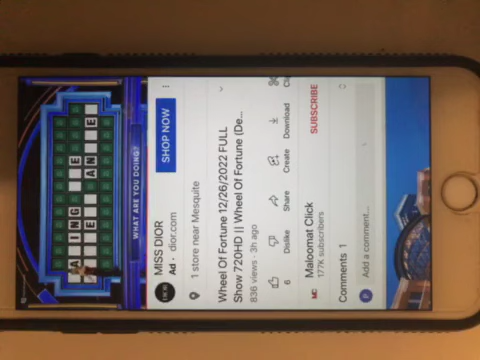 WHAT ARE YOU DOING?
MISS DIOR
Ad · dior.com
SHOP NOW
1 store near Mesquite
Wheel Of Fortune 12/26/2022 FULL
Show 720HD || Wheel Of Fortune (De...
836 views · 3h ago
6
Dislike
Share
Create
Download
Cli
Maloomat Click
177K subscribers
SUBSCRIBE
Comments 1
Add a comment...